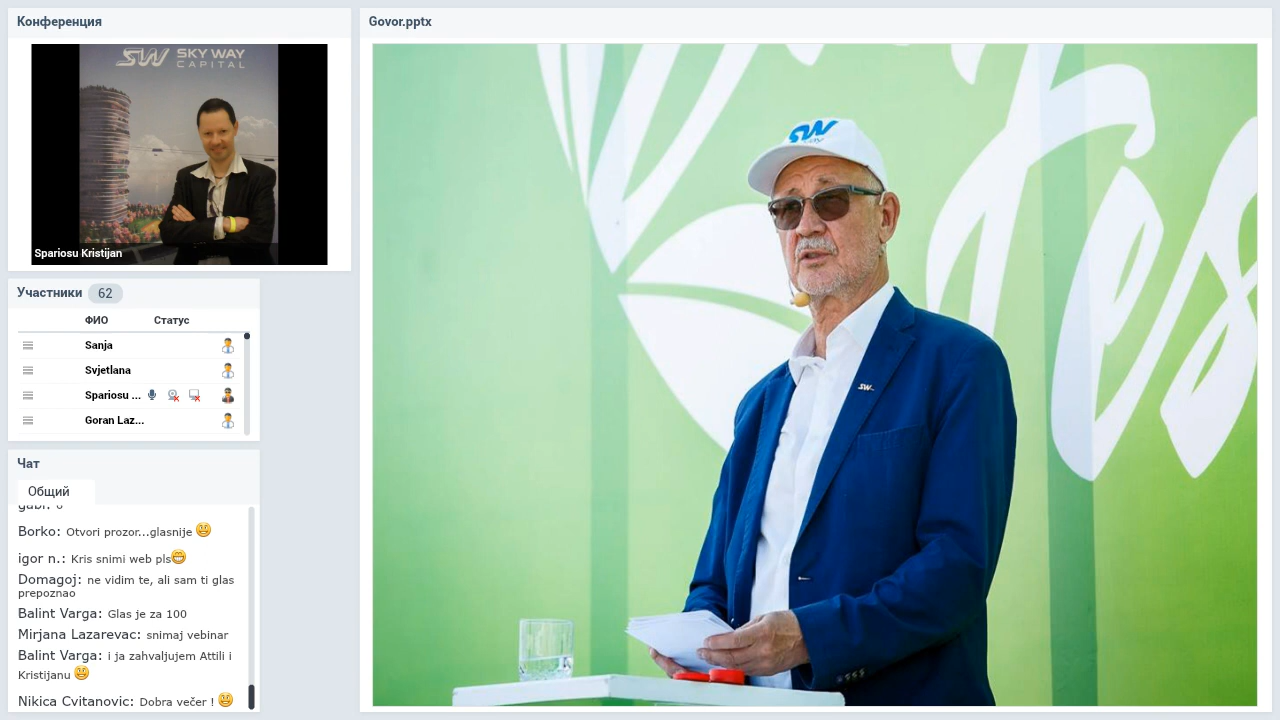 Конференция
SW SKY WAY
CAPITAL
Spariosu Kristijan
Участники 62
ФИО Статус
Sanja
Svjetlana
Spariosu ...
Goran Laz...
Чат
Общий
Borko: Otvori prozor...glasnije
igor n.: Kris snimi web pls
Domagoj: ne vidim te, ali sam ti glas
prepoznao
Balint Varga: Glas je za 100
Mirjana Lazarevac: snimaj vebinar
Balint Varga: i ja zahvaljujem Attili i
Kristijanu
Nikica Cvitanovic: Dobra večer !
Govor.pptx
SW
SW